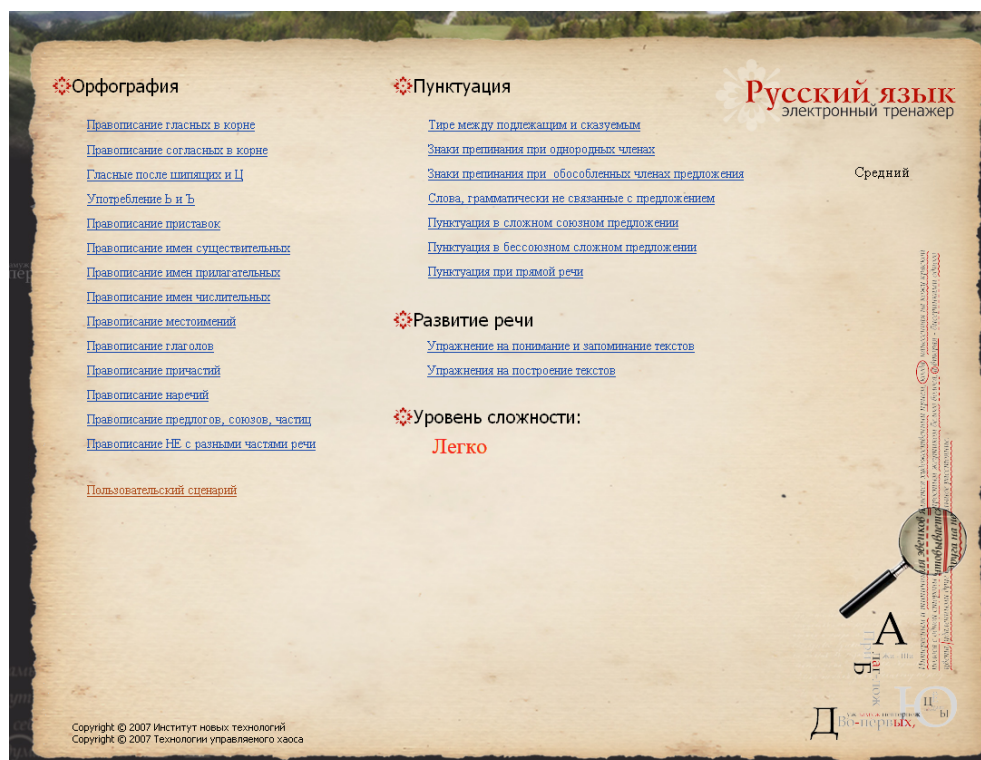 Орфография
Правописание гласных в корне
Правописание согласных в корне
Гласные после шипящих и Ц
Употребление Ь и Ъ
Правописание приставок
Правописание имен существительных
Правописание имен прилагательных
Правописание имен числительных
Правописание местоимений
Правописание глаголов
Правописание причастий
Правописание наречий
Правописание предлогов, союзов, частиц
Правописание НЕ с разными частями речи
Пользовательский сценарий
Пунктуация
Тире между подлежащим и сказуемым
Знаки препинания при однородных членах
Знаки препинания при обособленных членах предложения
Слова, грамматически не связанные с предложением
Пунктуация в сложном союзном предложении
Пунктуация в бессоюзном сложном предложении
Пунктуация при прямой речи
Развитие речи
Упражнение на понимание и запоминание текстов
Упражнения на построение текстов
Уровень сложности:
Легко
Русский язык
электронный тренажер
Средний
А
Б
Ю
Ц
Ы
Д
Во-первых,
Copyright © 2007 Институт новых технологий
Copyright © 2007 Технологии управляемого хаоса